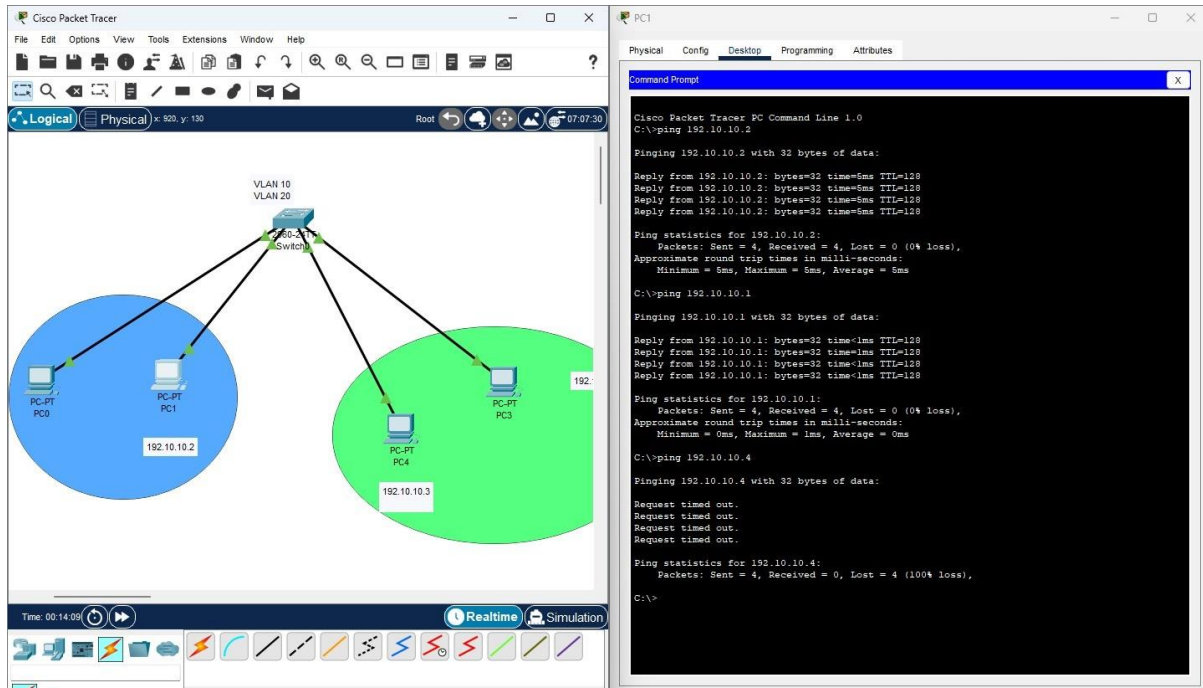 Cisco Packet Tracer
File Edit Options View Tools Extensions Window Help
?
Logical Physical x: 920, y: 130 Root 07:07:30
VLAN 10
VLAN 20
Switch0
PC-PT
PC0
PC-PT
PC1
192.10.10.2
PC-PT
PC4
192.10.10.3
PC-PT
PC3
192.
Time: 00:14:09 Realtime Simulation
PC1
Physical Config Desktop Programming Attributes
Command Prompt X
Cisco Packet Tracer PC Command Line 1.0
C:\>ping 192.10.10.2
Pinging 192.10.10.2 with 32 bytes of data:
Reply from 192.10.10.2: bytes=32 time=5ms TTL=128
Reply from 192.10.10.2: bytes=32 time=5ms TTL=128
Reply from 192.10.10.2: bytes=32 time=5ms TTL=128
Reply from 192.10.10.2: bytes=32 time=5ms TTL=128
Ping statistics for 192.10.10.2:
Packets: Sent = 4, Received = 4, Lost = 0 (0% loss),
Approximate round trip times in milli-seconds:
Minimum = 5ms, Maximum = 5ms, Average = 5ms
C:\>ping 192.10.10.1
Pinging 192.10.10.1 with 32 bytes of data:
Reply from 192.10.10.1: bytes=32 time<1ms TTL=128
Reply from 192.10.10.1: bytes=32 time=1ms TTL=128
Reply from 192.10.10.1: bytes=32 time<1ms TTL=128
Reply from 192.10.10.1: bytes=32 time<1ms TTL=128
Ping statistics for 192.10.10.1:
Packets: Sent = 4, Received = 4, Lost = 0 (0% loss),
Approximate round trip times in milli-seconds:
Minimum = 0ms, Maximum = 1ms, Average = 0ms
C:\>ping 192.10.10.4
Pinging 192.10.10.4 with 32 bytes of data:
Request timed out.
Request timed out.
Request timed out.
Request timed out.
Ping statistics for 192.10.10.4:
Packets: Sent = 4, Received = 0, Lost = 4 (100% loss),
C:\>